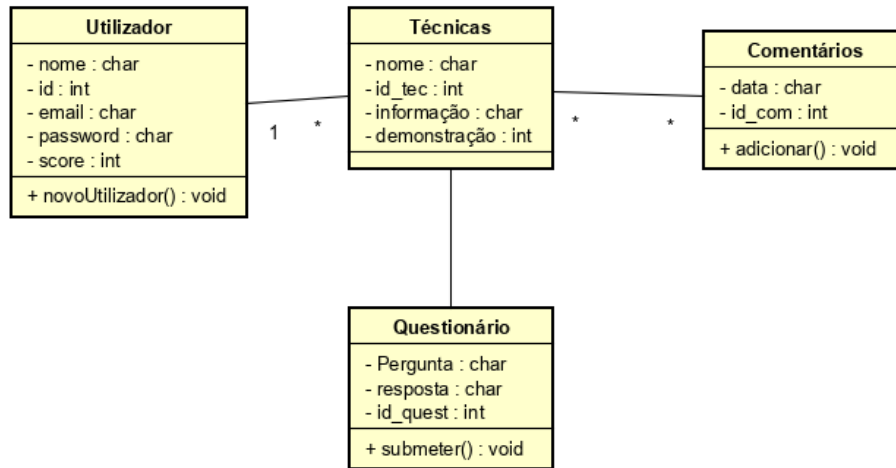 Utilizador
- nome : char
- id : int
- email : char
- password : char
- score : int
+ novoUtilizador() : void
1
*
Técnicas
- nome : char
- id_tec : int
- informação : char
- demonstração : int
*
*
Comentários
- data : char
- id_com : int
+ adicionar() : void
Questionário
- Pergunta : char
- resposta : char
- id_quest : int
+ submeter() : void